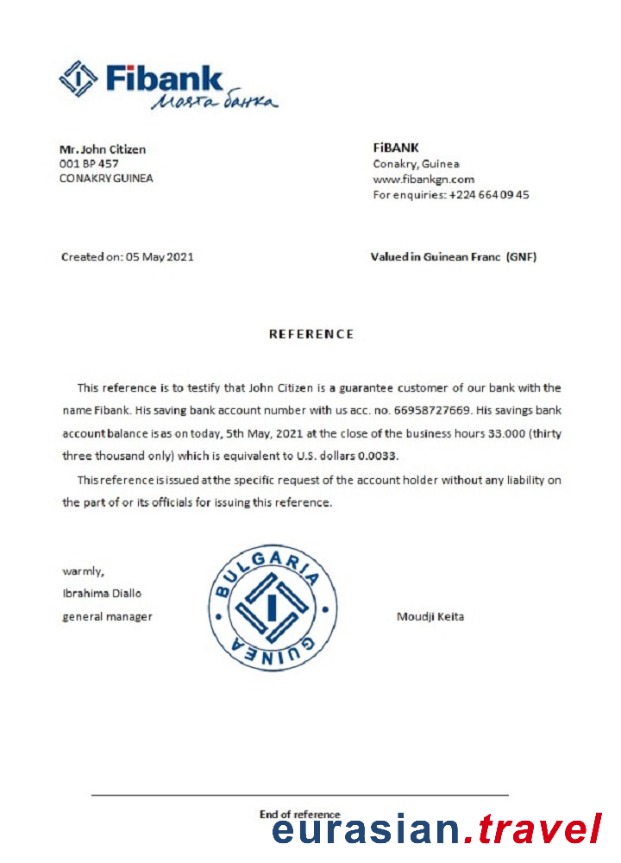 Fibank
Моята банка
Mr. John Citizen
001 BP 457
CONAKRY GUINEA
FiBANK
Conakry, Guinea
www.fibankgn.com
For enquiries: +224 664 09 45
Created on: 05 May 2021
Valued in Guinean Franc (GNF)
REFERENCE
This reference is to testify that John Citizen is a guarantee customer of our bank with the
name Fibank. His saving bank account number with us acc. no. 66958727669. His savings bank
account balance is as on today, 5th May, 2021 at the close of the business hours 33.000 (thirty
three thousand only) which is equivalent to U.S. dollars 0.0033.
This reference is issued at the specific request of the account holder without any liability on
the part of or its officials for issuing this reference.
warmly,
Ibrahima Diallo
general manager
BULGARIA
GUINEA
Moudji Keita
End of reference
eurasian.travel